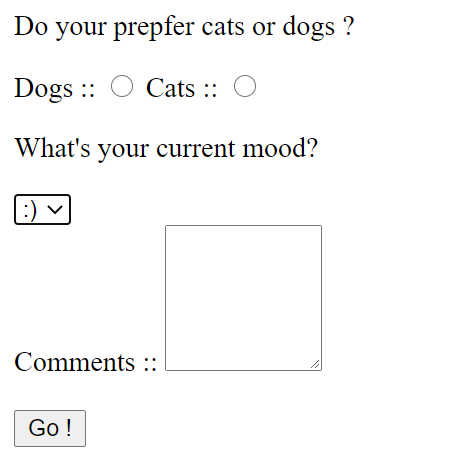 Do your prepfer cats or dogs ?
Dogs :: Cats ::
What's your current mood?
:)
Comments ::
Go !